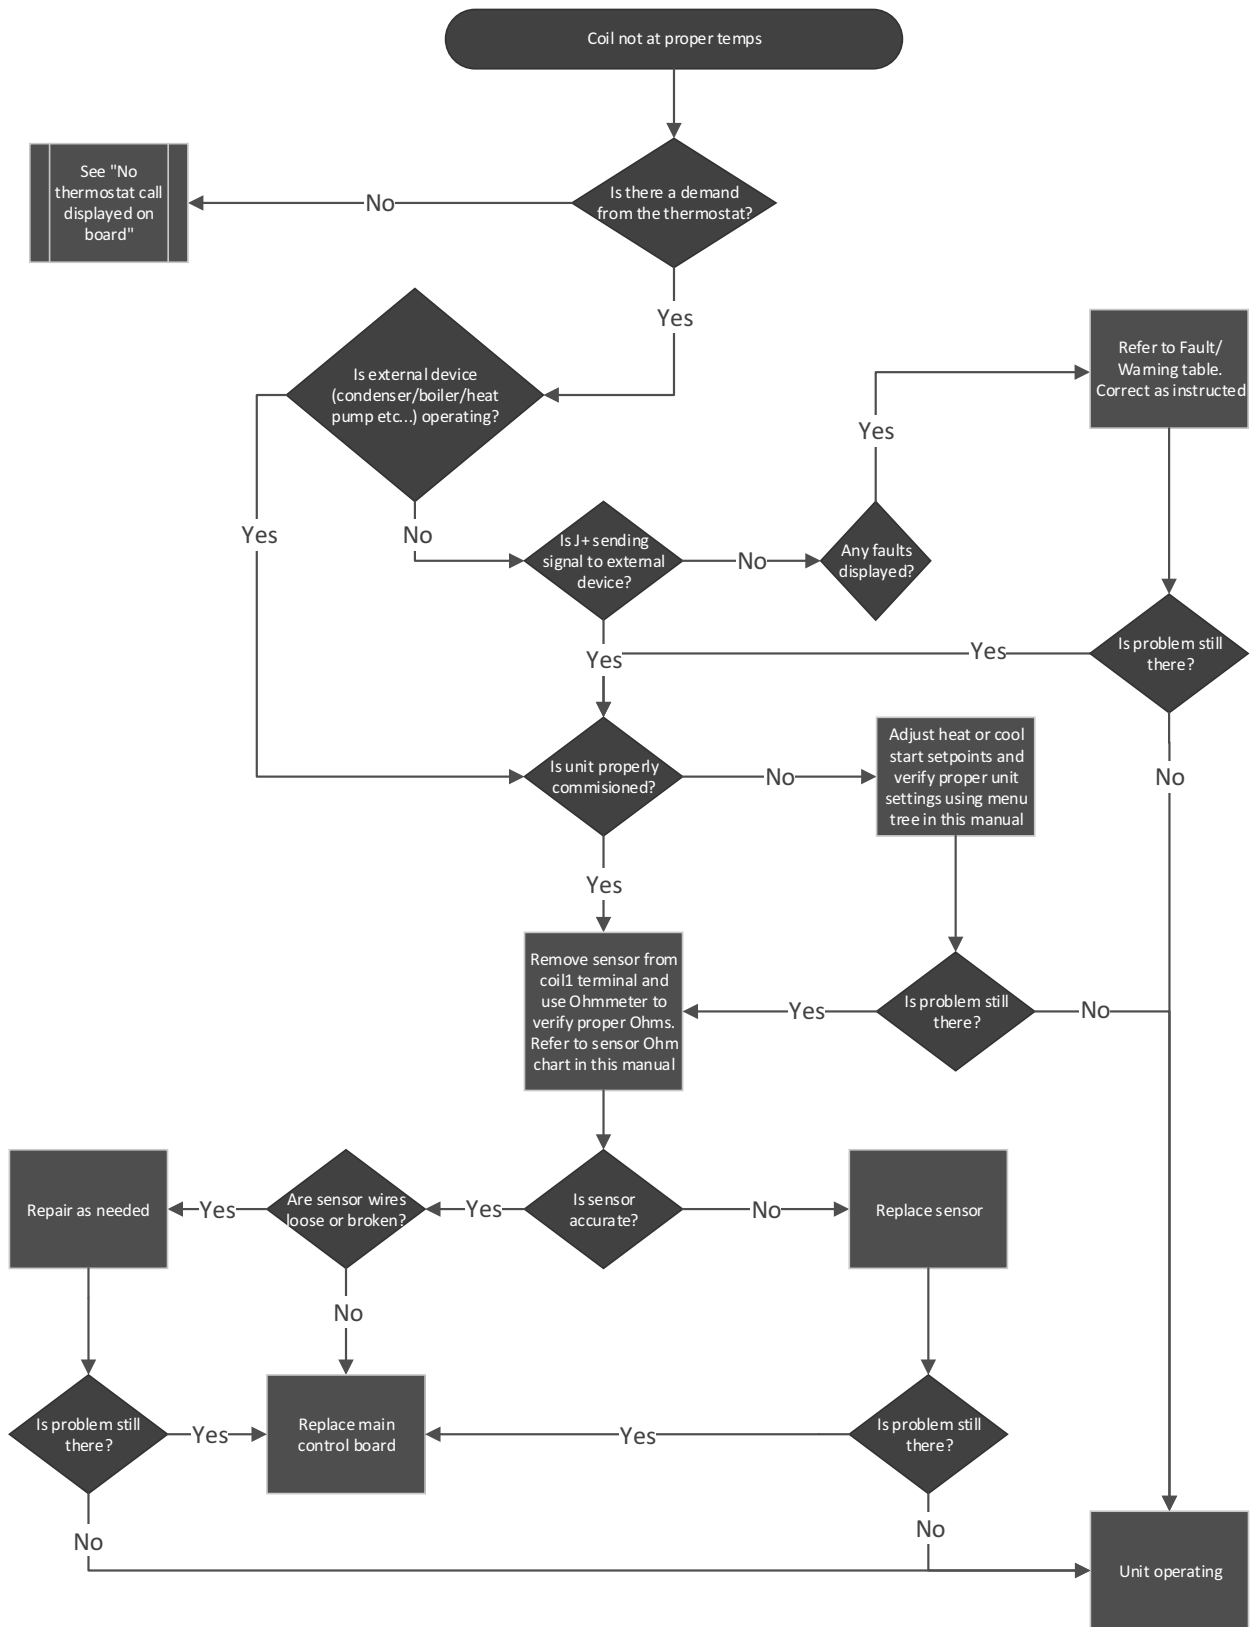 Coil not at proper temps
See "No
thermostat call
displayed on
board"
No
Is there a demand
from the thermostat?
Yes
Is external device
(condenser/boiler/heat
pump etc...) operating?
Refer to Fault/
Warning table.
Correct as instructed
Yes
Yes
No
Is J+ sending
signal to external
device?
No
Any faults
displayed?
Yes
Yes
Is problem still
there?
Is unit properly
commisioned?
No
Adjust heat or cool
start setpoints and
verify proper unit
settings using menu
tree in this manual
No
Yes
Remove sensor from
coil1 terminal and
use Ohmmeter to
verify proper Ohms.
Refer to sensor Ohm
chart in this manual
Yes
Is problem still
there?
No
Repair as needed
Yes
Are sensor wires
loose or broken?
Yes
Is sensor
accurate?
No
Replace sensor
No
Is problem still
there?
Yes
Replace main
control board
Yes
Is problem still
there?
No
No
Unit operating